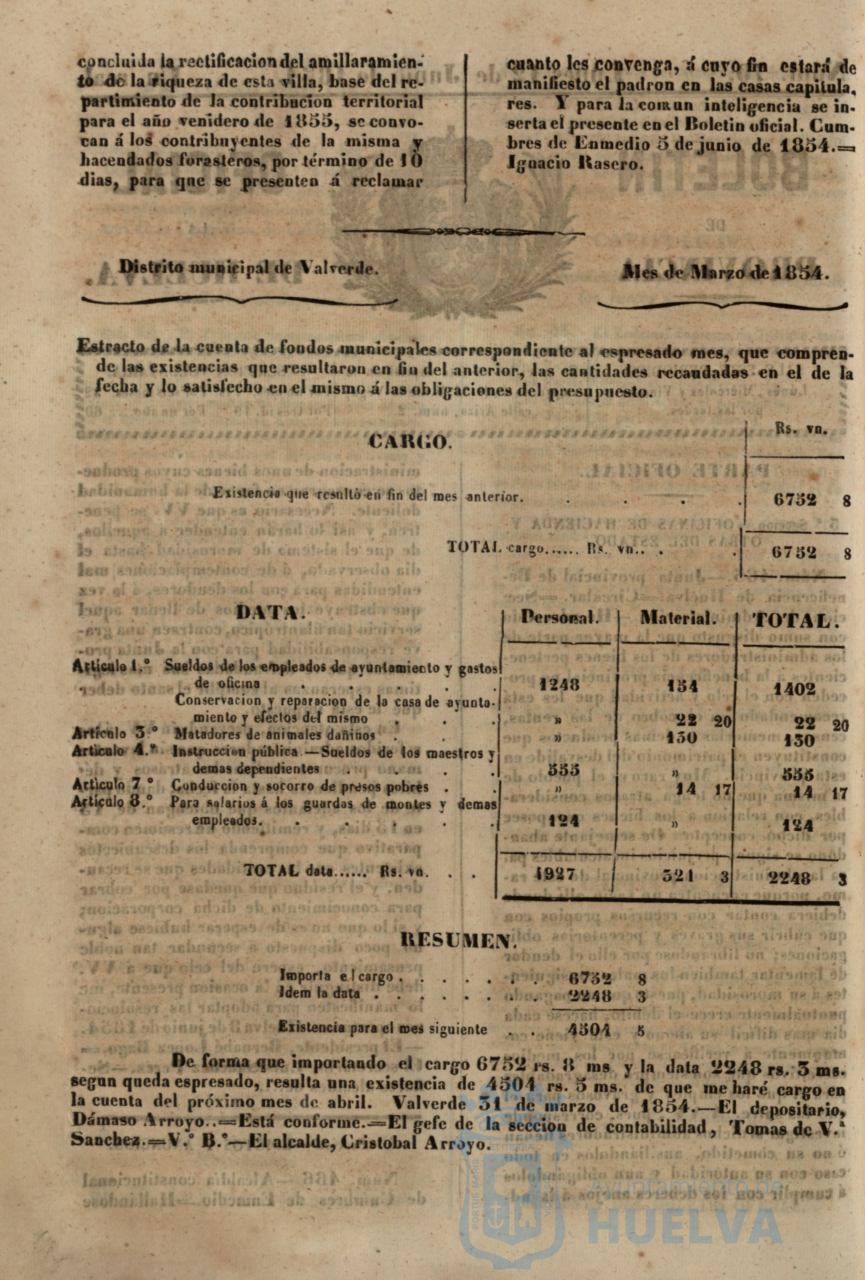 concluida la rectificacion del amillaramien-
to de la riqueza de esta villa, base del re-
partimiento de la contribucion territorial
para el año venidero de 1855, se convo-
can á los contribuyentes de la misma y
hacendados forasteros, por término de 10
dias, para que se presenten á reclamar
cuanto les convenga, á cuyo fin estará de
manifiesto el padron en las casas capitula,
res. Y para la comun inteligencia se in-
serta el presente en el Boletin oficial. Cum-
bres de Enmedio 5 de junio de 1854.=
Ignacio Rasero.
Distrito municipal de Valverde. Mes de Marzo de 1854.
Estracto de la cuenta de fondos municipales correspondiente al espresado mes, que compren-
de las existencias que resultaron en fin del anterior, las cantidades recaudadas en el de la
fecha y lo satisfecho en el mismo á las obligaciones del presupuesto.
CARGO. Rs. vn.
Existencia que resultó en fin del mes anterior. . . . . 6752 8
TOTAL cargo...... Rs. vn.. . . 6752 8
DATA. Personal. Material. TOTAL.
Artículo 1.º Sueldos de los empleados de ayuntamiento y gastos
de oficina . . . . . 1248 154 1402
Conservacion y reparacion de la casa de ayunta-
miento y efectos del mismo . . . » 22 20 22 20
Artículo 3º Matadores de animales dañinos . . . » 130 130
Artículo 4.º Instruccion pública.—Sueldos de los maestros y
demas dependientes . . . . 555 » 555
Artículo 7º Conduccion y socorro de presos pobres . . » 14 17 14 17
Artículo 8.º Para salarios á los guardas de montes y demas
empleados. . . . . . 124 » 124
TOTAL data...... Rs. vn. . . 1927 321 3 2248 3
RESUMEN.
Importa el cargo . . . . . . . 6752 8
Idem la data . . . . . . . . 2248 3
Existencia para el mes siguiente . . 4504 5
De forma que importando el cargo 6752 rs. 8 ms y la data 2248 rs. 3 ms.
segun queda espresado, resulta una existencia de 4504 rs. 5 ms. de que me haré cargo en
la cuenta del próximo mes de abril. Valverde 31 de marzo de 1854.—El depositario,
Dámaso Arroyo..=Está conforme.=El gefe de la seccion de contabilidad, Tomas de V.ª
Sanchez.=V.º B.º—El alcalde, Cristobal Arroyo.
Ayuntamiento de
HUELVA